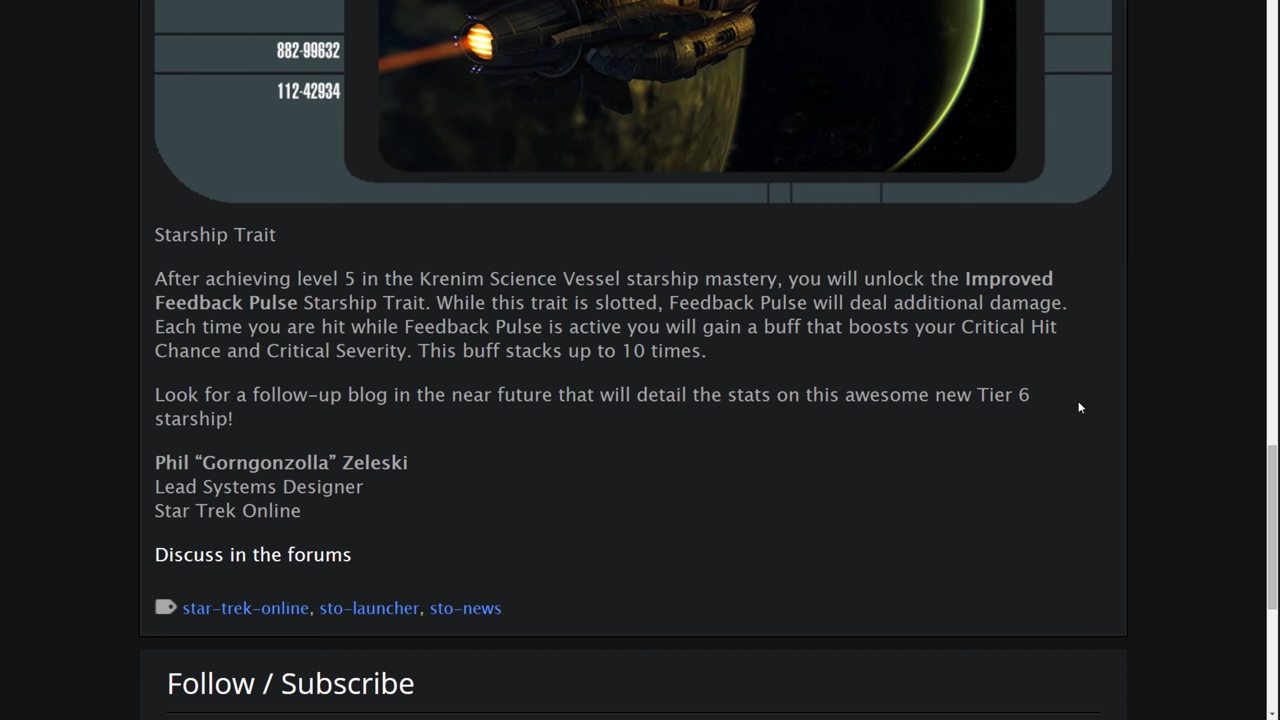 882-99632
112-42934
Starship Trait
After achieving level 5 in the Krenim Science Vessel starship mastery, you will unlock the Improved
Feedback Pulse Starship Trait. While this trait is slotted, Feedback Pulse will deal additional damage.
Each time you are hit while Feedback Pulse is active you will gain a buff that boosts your Critical Hit
Chance and Critical Severity. This buff stacks up to 10 times.
Look for a follow-up blog in the near future that will detail the stats on this awesome new Tier 6
starship!
Phil “Gorngonzolla” Zeleski
Lead Systems Designer
Star Trek Online
Discuss in the forums
star-trek-online, sto-launcher, sto-news
Follow / Subscribe